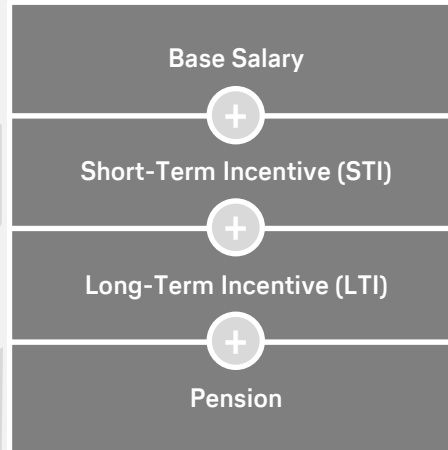 Base Salary
+
Short-Term Incentive (STI)
+
Long-Term Incentive (LTI)
+
Pension